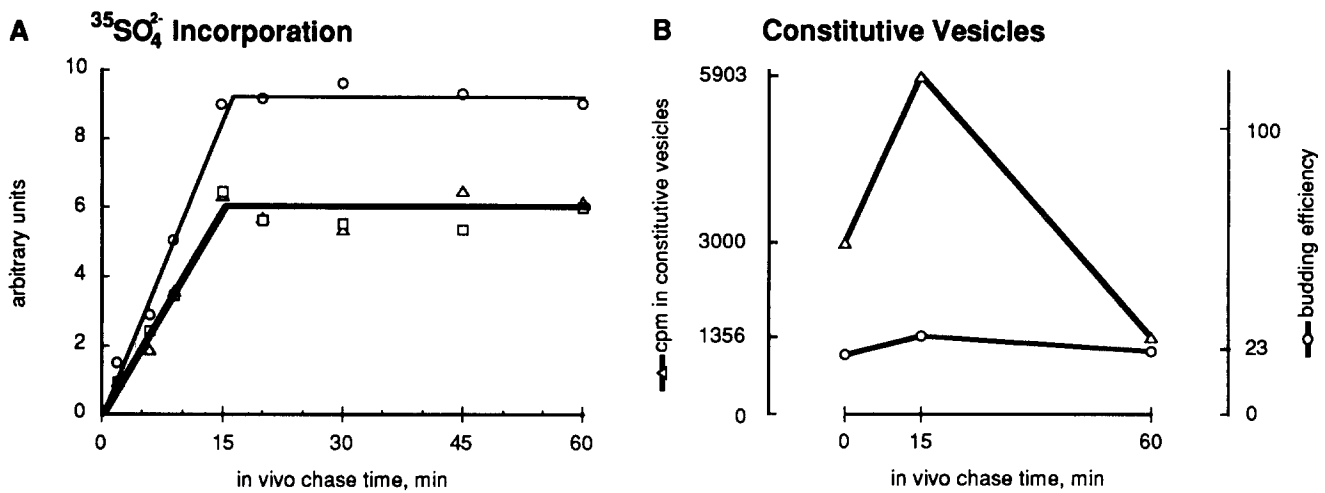 A
³⁵SO₄²⁻ Incorporation
10
8
6
4
2
0
arbitrary units
0 15 30 45 60
in vivo chase time, min
B
Constitutive Vesicles
5903
3000
1356
0
cpm in constitutive vesicles
100
23
0
budding efficiency
0 15 60
in vivo chase time, min